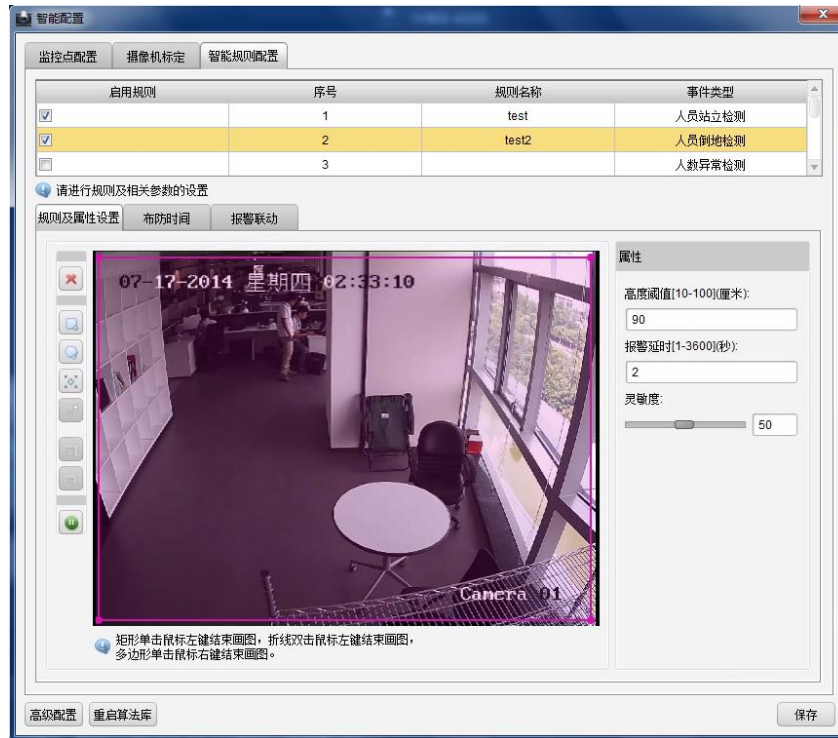 智能配置
监控点配置 摄像机标定 智能规则配置
启用规则 序号 规则名称 事件类型
1 test 人员站立检测
2 test2 人员倒地检测
3 人数异常检测
请进行规则及相关参数的设置
规则及属性设置 布防时间 报警联动
属性
07-17-2014 星期四 02:33:10
高度阈值[10-100](厘米):
90
报警延时[1-3600](秒):
2
灵敏度:
50
Camera 01
矩形单击鼠标左键结束画图，折线双击鼠标左键结束画图，
多边形单击鼠标右键结束画图。
高级配置 重启算法库 保存